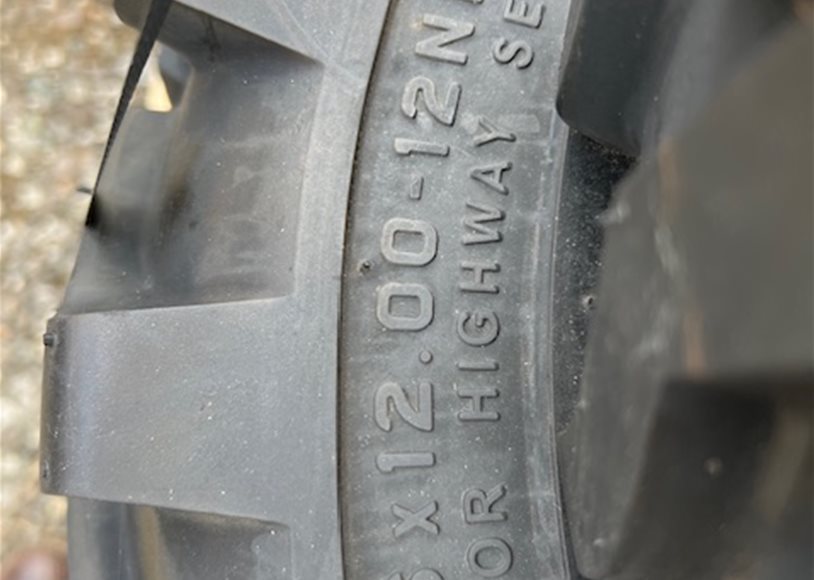 x12.00-12N
OR HIGHWAY SE